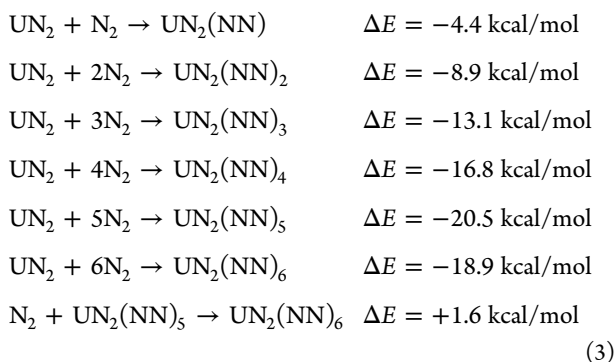 UN₂ + N₂ → UN₂(NN) ΔE = −4.4 kcal/mol
UN₂ + 2N₂ → UN₂(NN)₂ ΔE = −8.9 kcal/mol
UN₂ + 3N₂ → UN₂(NN)₃ ΔE = −13.1 kcal/mol
UN₂ + 4N₂ → UN₂(NN)₄ ΔE = −16.8 kcal/mol
UN₂ + 5N₂ → UN₂(NN)₅ ΔE = −20.5 kcal/mol
UN₂ + 6N₂ → UN₂(NN)₆ ΔE = −18.9 kcal/mol
N₂ + UN₂(NN)₅ → UN₂(NN)₆ ΔE = +1.6 kcal/mol
(3)